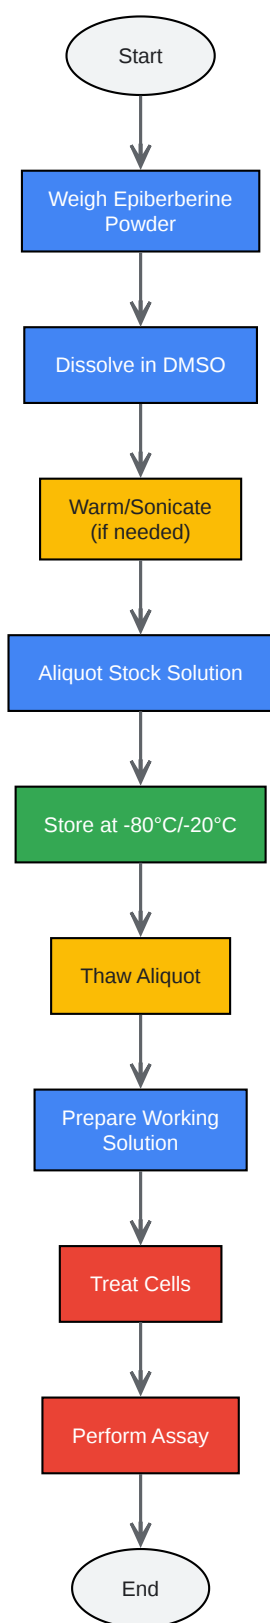 Start
Weigh Epiberberine
Powder
Dissolve in DMSO
Warm/Sonicate
(if needed)
Aliquot Stock Solution
Store at -80°C/-20°C
Thaw Aliquot
Prepare Working
Solution
Treat Cells
Perform Assay
End